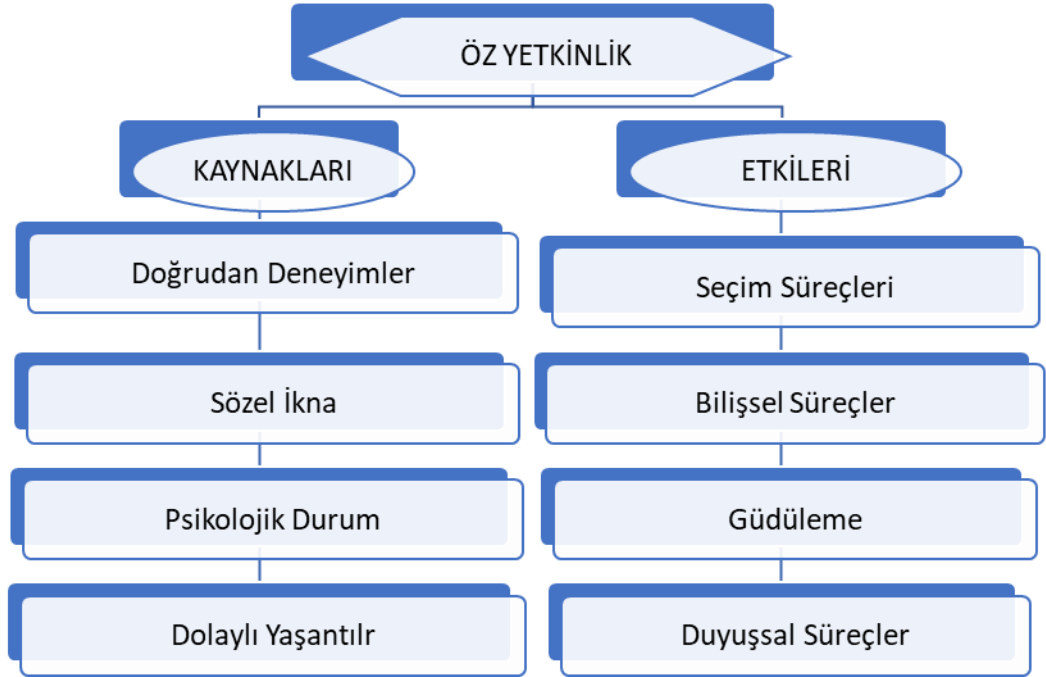 ÖZ YETKİNLİK
KAYNAKLARI
Doğrudan Deneyimler
Sözel İkna
Psikolojik Durum
Dolaylı Yaşantılr
ETKİLERİ
Seçim Süreçleri
Bilişsel Süreçler
Güdüleme
Duyuşsal Süreçler